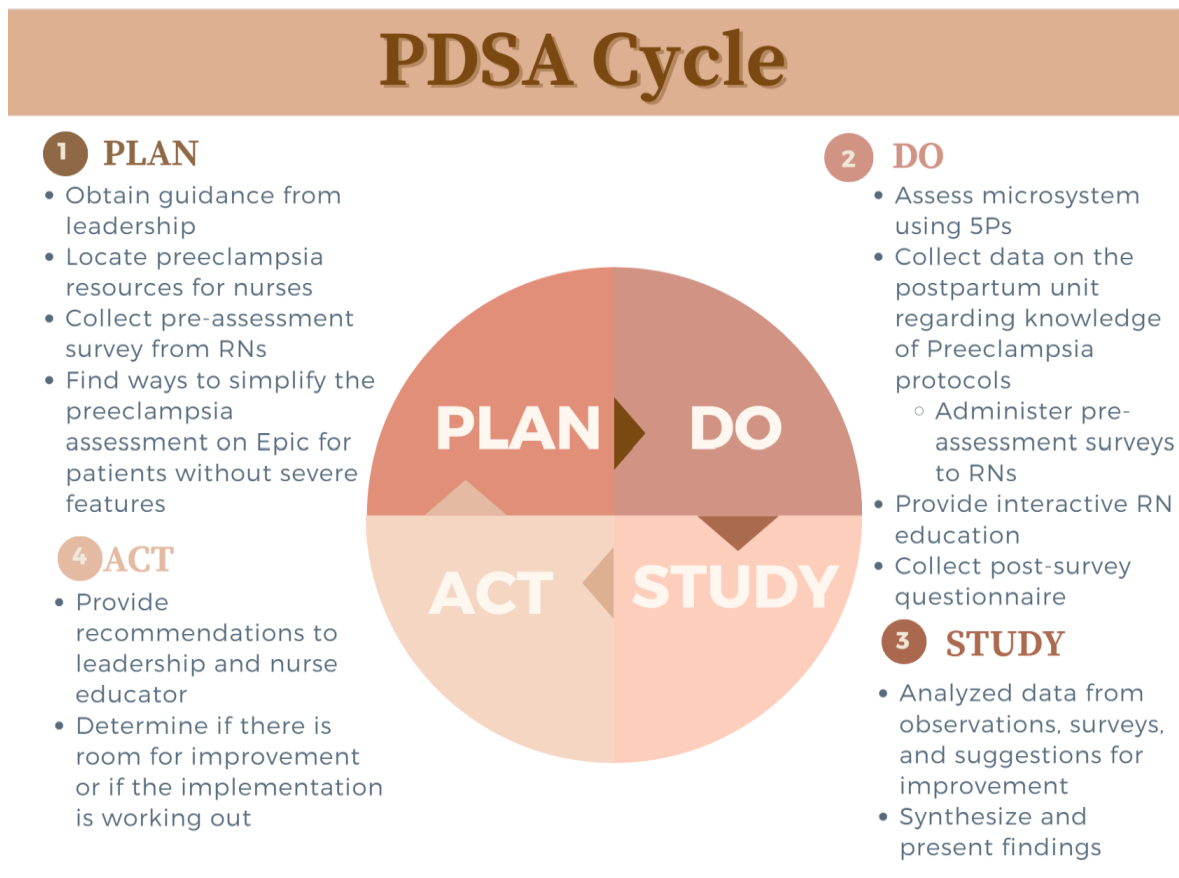 PDSA Cycle
1 PLAN
• Obtain guidance from
leadership
• Locate preeclampsia
resources for nurses
• Collect pre-assessment
survey from RNs
• Find ways to simplify the
preeclampsia
assessment on Epic for
patients without severe
features
2 DO
• Assess microsystem
using 5Ps
• Collect data on the
postpartum unit
regarding knowledge
of Preeclampsia
protocols
○ Administer pre-
assessment surveys
to RNs
• Provide interactive RN
education
• Collect post-survey
questionnaire
PLAN
DO
STUDY
ACT
3 STUDY
• Analyzed data from
observations, surveys,
and suggestions for
improvement
• Synthesize and
present findings
4 ACT
• Provide
recommendations to
leadership and nurse
educator
• Determine if there is
room for improvement
or if the implementation
is working out